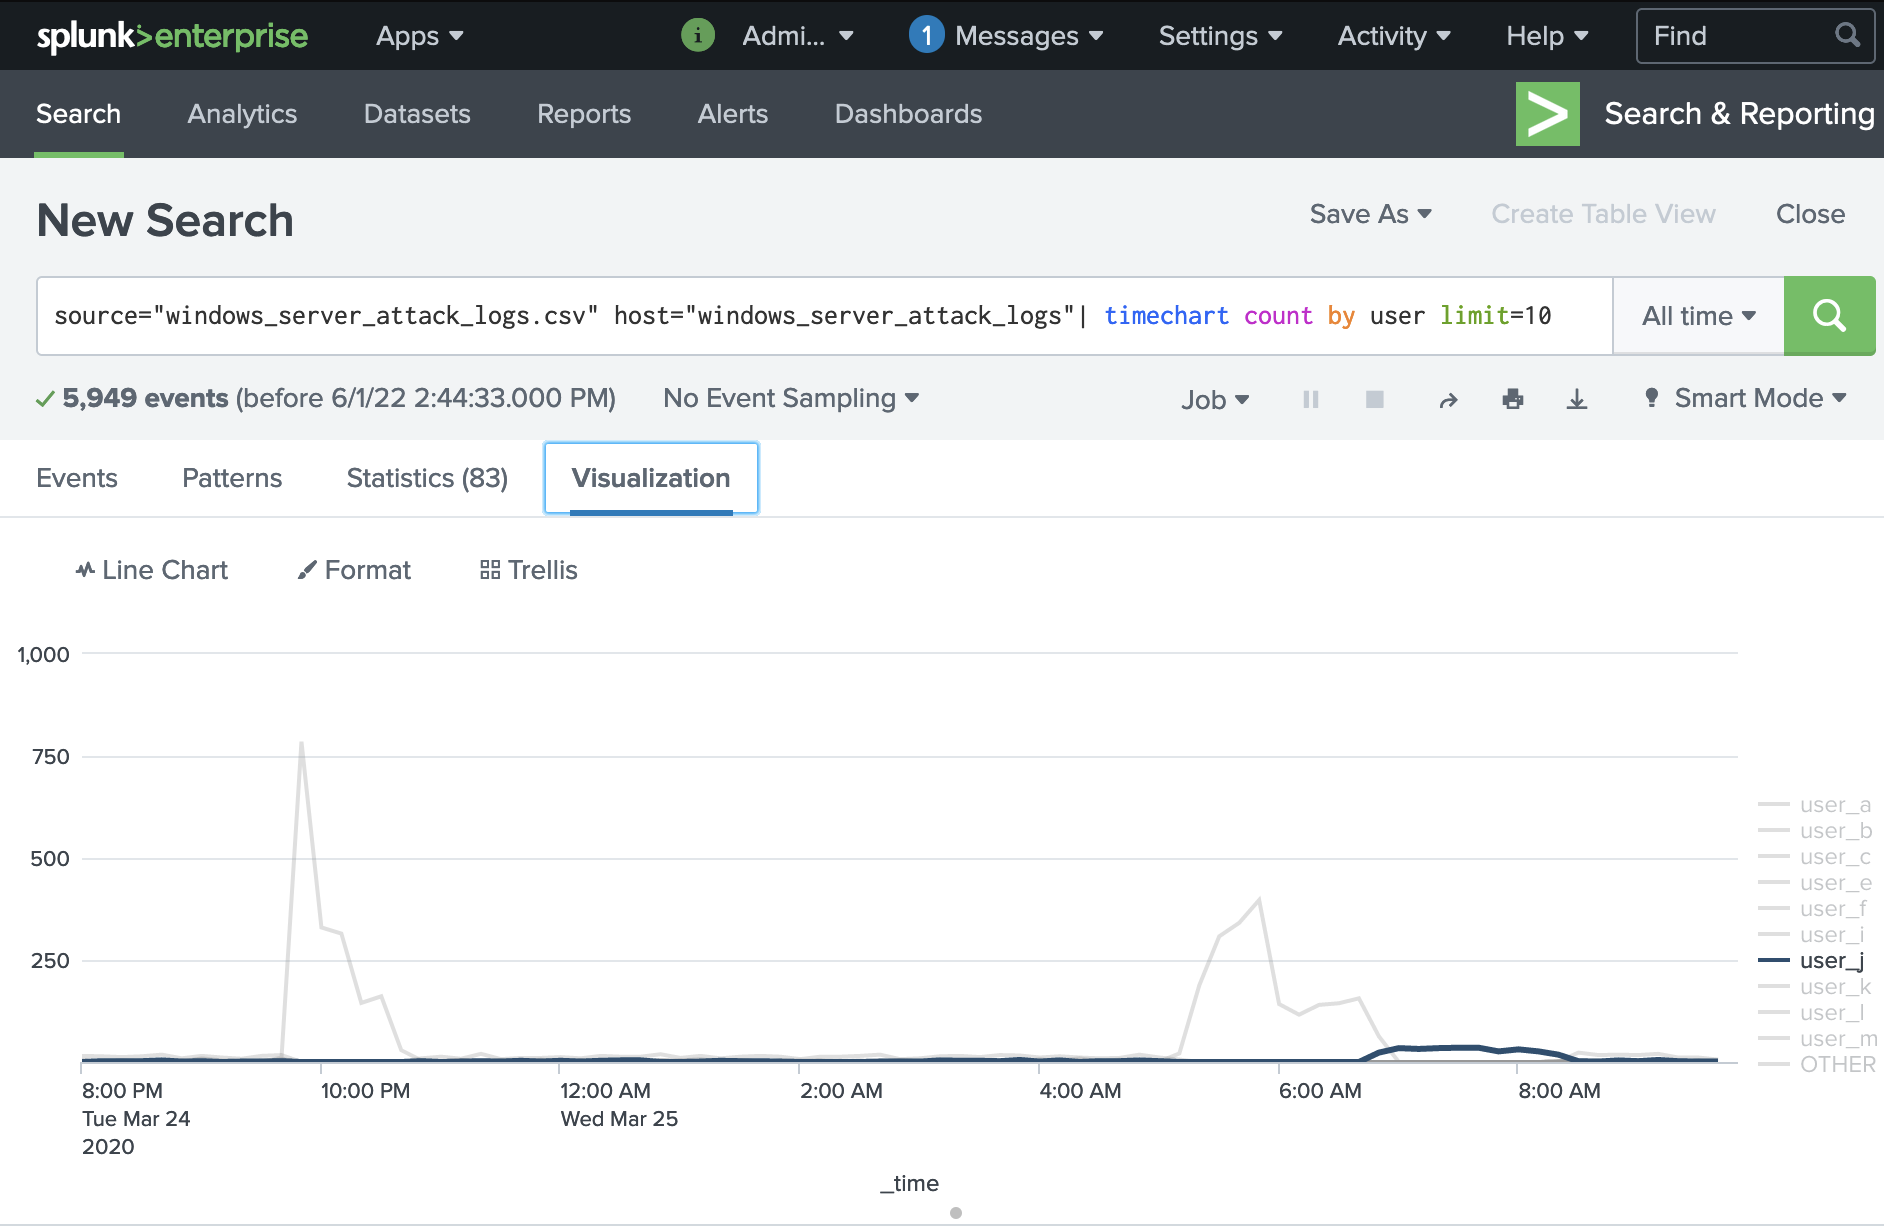 splunk>enterprise Apps i Admi... 1 Messages Settings Activity Help Find
Search Analytics Datasets Reports Alerts Dashboards > Search & Reporting
New Search Save As Create Table View Close
source="windows_server_attack_logs.csv" host="windows_server_attack_logs"| timechart count by user limit=10 All time
5,949 events (before 6/1/22 2:44:33.000 PM) No Event Sampling Job Smart Mode
Events Patterns Statistics (83) Visualization
Line Chart Format Trellis
1,000
750
500
250
user_a
user_b
user_c
user_e
user_f
user_i
user_j
user_k
user_l
user_m
OTHER
8:00 PM 10:00 PM 12:00 AM 2:00 AM 4:00 AM 6:00 AM 8:00 AM
Tue Mar 24 Wed Mar 25
2020
_time